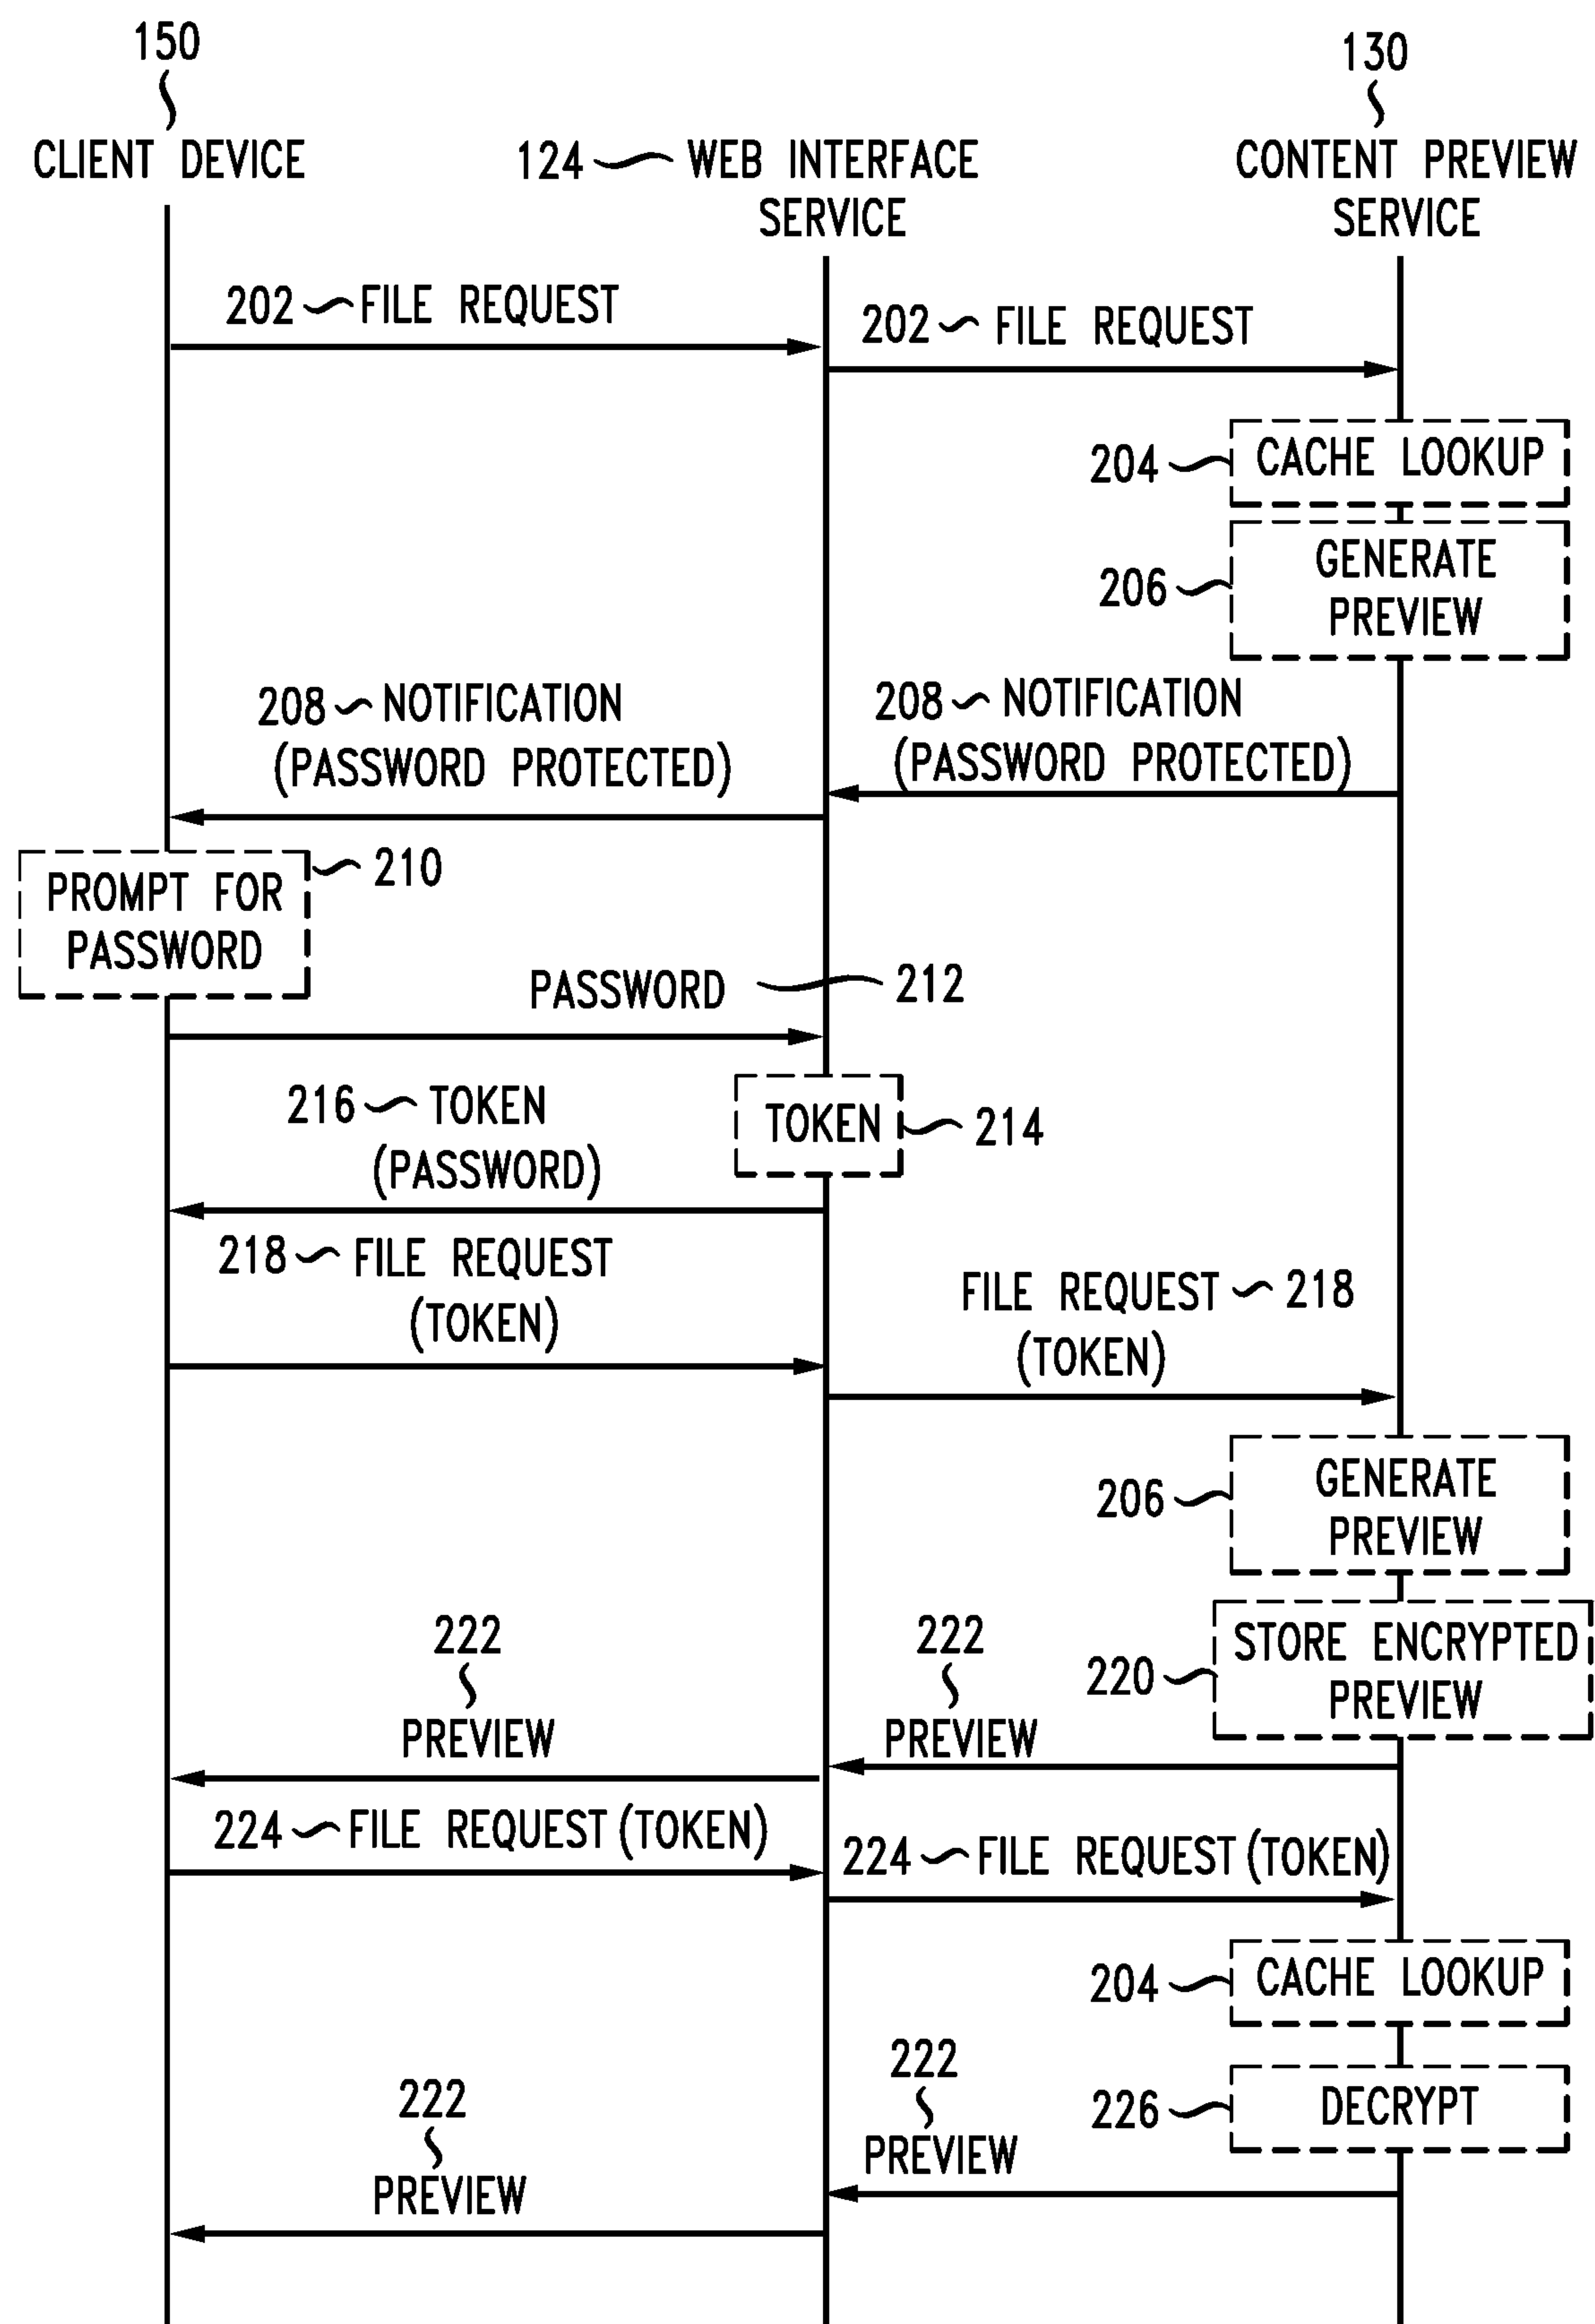 150
130
CLIENT DEVICE
124 WEB INTERFACE
SERVICE
CONTENT PREVIEW
SERVICE
202 FILE REQUEST
202 FILE REQUEST
204 CACHE LOOKUP
206 GENERATE
PREVIEW
208 NOTIFICATION
(PASSWORD PROTECTED)
208 NOTIFICATION
(PASSWORD PROTECTED)
PROMPT FOR
PASSWORD
210
PASSWORD 212
216 TOKEN
(PASSWORD)
TOKEN 214
218 FILE REQUEST
(TOKEN)
FILE REQUEST 218
(TOKEN)
206 GENERATE
PREVIEW
220 STORE ENCRYPTED
PREVIEW
222
PREVIEW
222
PREVIEW
224 FILE REQUEST (TOKEN)
224 FILE REQUEST (TOKEN)
204 CACHE LOOKUP
226 DECRYPT
222
PREVIEW
222
PREVIEW